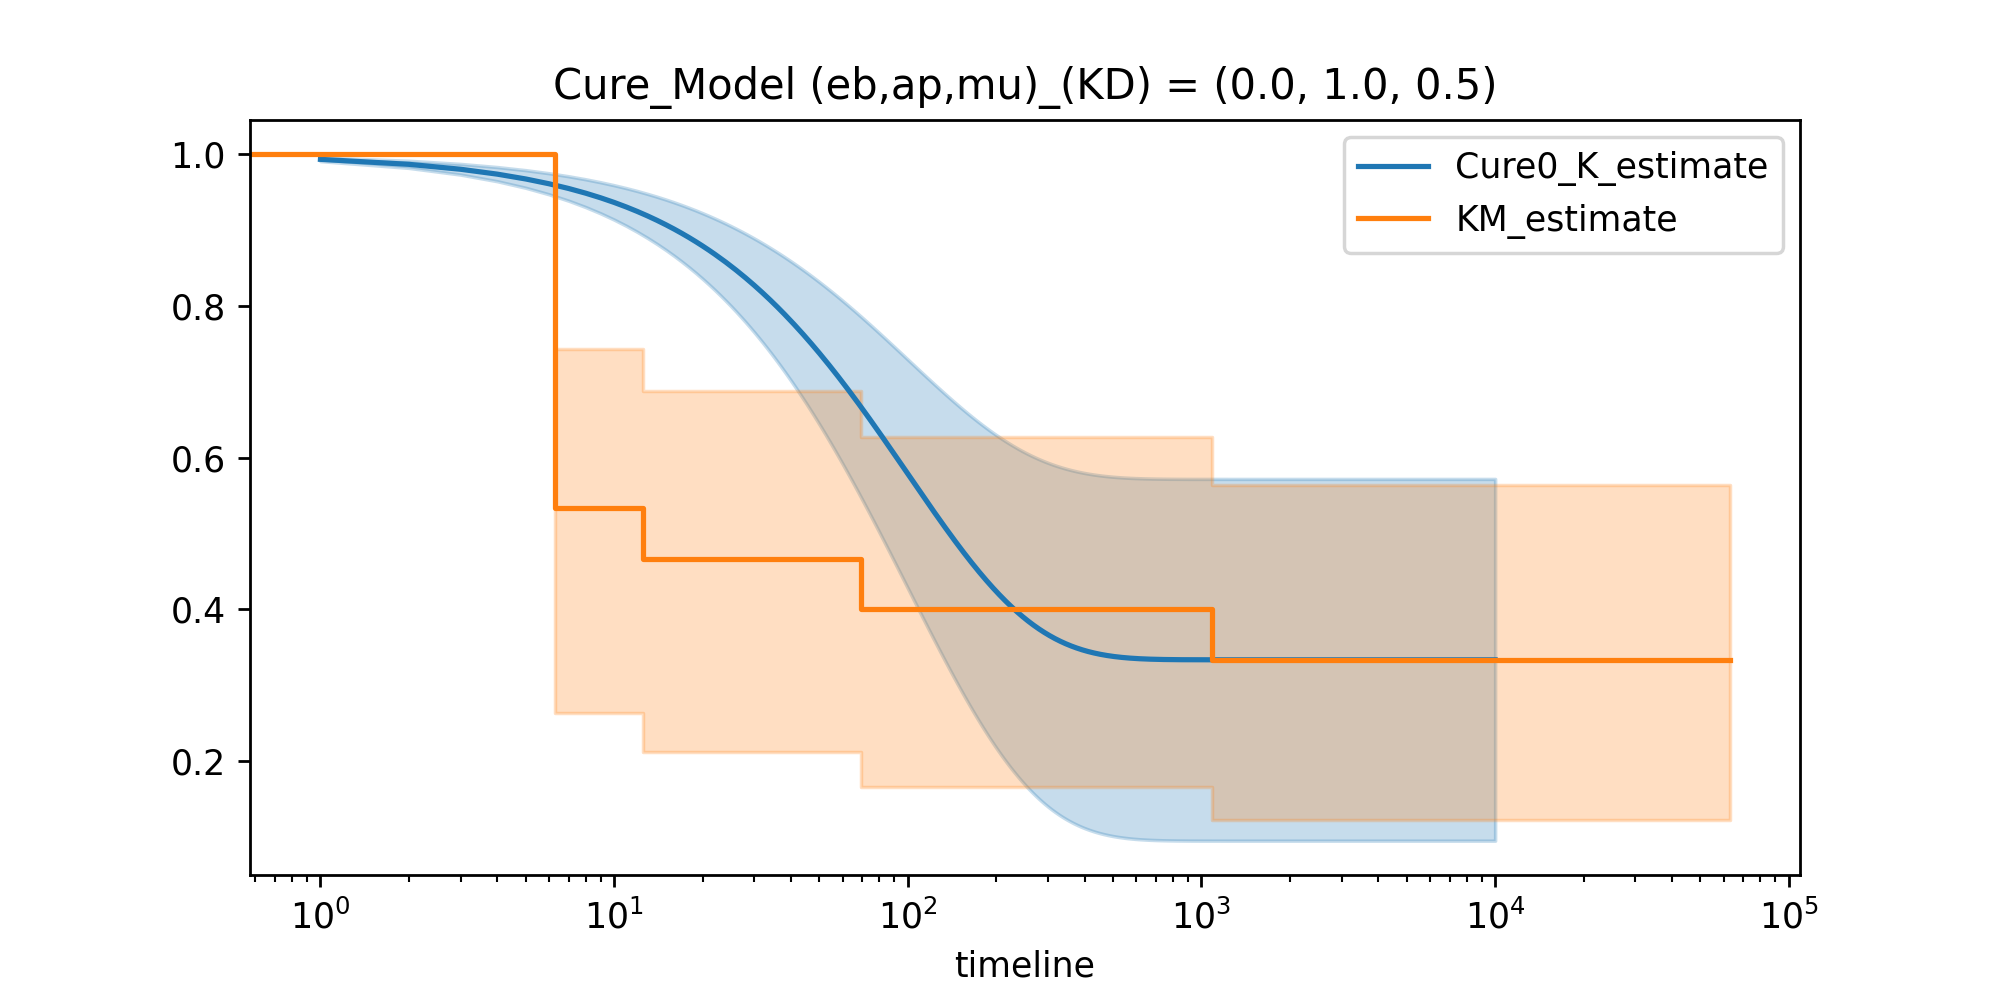 Cure_Model (eb,ap,mu)_(KD) = (0.0, 1.0, 0.5)
Cure0_K_estimate
KM_estimate
1.0
0.8
0.6
0.4
0.2
10⁰ 10¹ 10² 10³ 10⁴ 10⁵
timeline